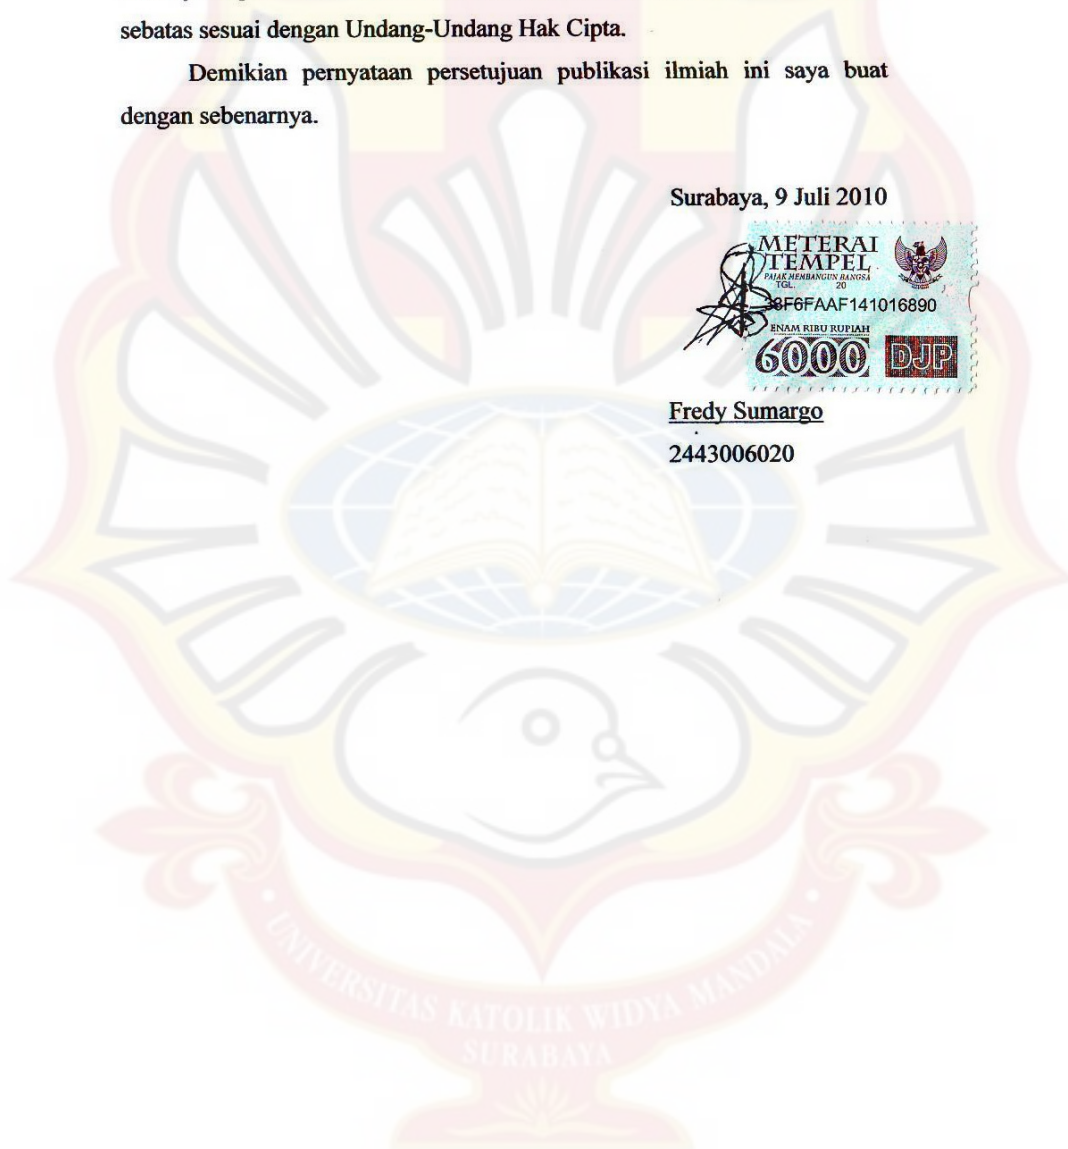 sebatas sesuai dengan Undang-Undang Hak Cipta.
Demikian pernyataan persetujuan publikasi ilmiah ini saya buat
dengan sebenarnya.
Surabaya, 9 Juli 2010
METERAI
TEMPEL
PAJAK MEMBANGUN BANGSA
TGL. 20
38F6FAAF141016890
ENAM RIBU RUPIAH
6000 DJP
Fredy Sumargo
2443006020
UNIVERSITAS KATOLIK WIDYA MANDALA
SURABAYA